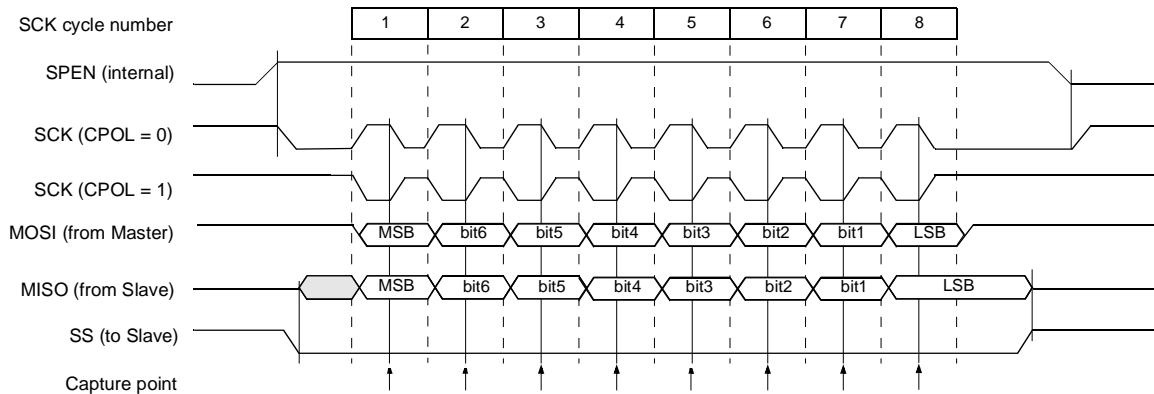 SCK cycle number 1 2 3 4 5 6 7 8
SPEN (internal)
SCK (CPOL = 0)
SCK (CPOL = 1)
MOSI (from Master) MSB bit6 bit5 bit4 bit3 bit2 bit1 LSB
MISO (from Slave) MSB bit6 bit5 bit4 bit3 bit2 bit1 LSB
SS (to Slave)
Capture point